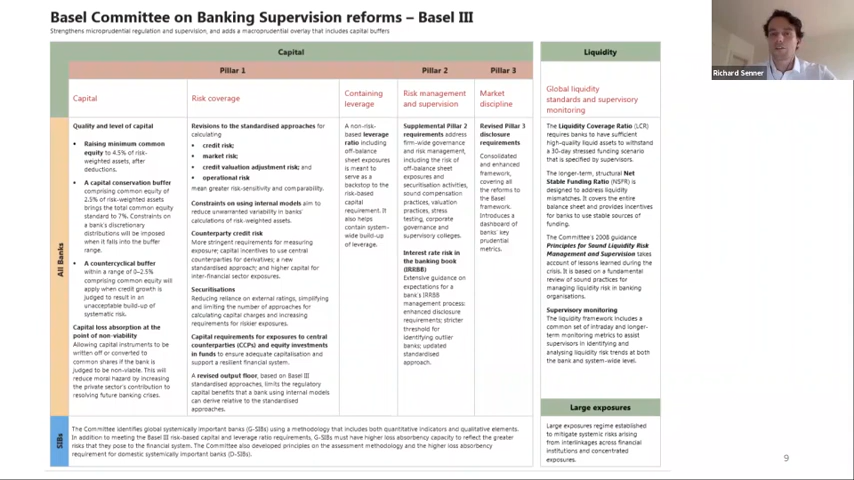 Basel Committee on Banking Supervision reforms – Basel III
Strengthens microprudential regulation and supervision, and adds a macroprudential overlay that includes capital buffers
Capital
Pillar 1
Pillar 2
Pillar 3
Capital
Risk coverage
Containing
leverage
Risk management
and supervision
Market
discipline
All Banks
Quality and level of capital
• Raising minimum common
equity to 4.5% of risk-
weighted assets, after
deductions.
• A capital conservation buffer
comprising common equity of
2.5% of risk-weighted assets
brings the total common equity
standard to 7%. Constraints on
a bank's discretionary
distributions will be
imposed when it falls into the
buffer range.
• A countercyclical buffer
within a range of 0–2.5%
comprising common equity will
apply when credit growth is
judged to result in an
unacceptable build-up of
systematic risk.
Capital loss absorption at the
point of non-viability
Allowing capital instruments to be
written off or converted to
common shares if the bank is
judged to be non-viable. This will
reduce moral hazard by increasing
the private sector's contribution to
resolving future banking crises.
Revisions to the standardised approaches for
calculating
• credit risk;
• market risk;
• credit valuation adjustment risk; and
• operational risk
mean greater risk-sensitivity and comparability.
Constraints on using internal models aim to
reduce unwarranted variability in banks'
calculations of risk-weighted assets.
Counterparty credit risk
More stringent requirements for measuring
exposure; capital incentives to use central
counterparties for derivatives; a new
standardised approach; and higher capital for
inter-financial sector exposures.
Securitisations
Reducing reliance on external ratings, simplifying
and limiting the number of approaches for
calculating capital charges and increasing
requirements for riskier exposures.
Capital requirements for exposures to central
counterparties (CCPs) and equity investments
in funds to ensure adequate capitalisation and
support a resilient financial system.
A revised output floor, based on Basel III
standardised approaches, limits the regulatory
capital benefits that a bank using internal models
can derive relative to the standardised
approaches.
A non-risk-
based leverage
ratio including
off-balance
sheet exposures
is meant to
serve as a
backstop to the
risk-based
capital
requirement. It
also helps
contain system-
wide build-up
of leverage.
Supplemental Pillar 2
requirements address
firm-wide governance
and risk management,
including the risk of
off-balance sheet
exposures and
securitisation activities,
sound compensation
practices, valuation
practices, stress
testing, corporate
governance and
supervisory colleges.
Interest rate risk in
the banking book
(IRRBB)
Extensive guidance on
expectations for a
bank's IRRBB
management process:
enhanced disclosure
requirements; stricter
threshold for
identifying outlier
banks; updated
standardised
approach.
Revised Pillar 3
disclosure
requirements
Consolidated
and enhanced
framework,
covering all
the reforms to
the Basel
framework.
Introduces a
dashboard of
banks' key
prudential
metrics.
SIBs
The Committee identifies global systemically important banks (G-SIBs) using a methodology that includes both quantitative indicators and qualitative elements.
In addition to meeting the Basel III risk-based capital and leverage ratio requirements, G-SIBs must have higher loss absorbency capacity to reflect the greater
risks that they pose to the financial system. The Committee also developed principles on the assessment methodology and the higher loss absorbency
requirement for domestic systemically important banks (D-SIBs).
Liquidity
Global liquidity
standards and supervisory
monitoring
The Liquidity Coverage Ratio (LCR)
requires banks to have sufficient
high-quality liquid assets to withstand
a 30-day stressed funding scenario
that is specified by supervisors.
The longer-term, structural Net
Stable Funding Ratio (NSFR) is
designed to address liquidity
mismatches. It covers the entire
balance sheet and provides incentives
for banks to use stable sources of
funding.
The Committee's 2008 guidance
Principles for Sound Liquidity Risk
Management and Supervision takes
account of lessons learned during the
crisis. It is based on a fundamental
review of sound practices for
managing liquidity risk in banking
organisations.
Supervisory monitoring
The liquidity framework includes a
common set of intraday and longer-
term monitoring metrics to assist
supervisors in identifying and
analysing liquidity risk trends at both
the bank and system-wide level.
Large exposures
Large exposures regime established
to mitigate systemic risks arising
from interlinkages across financial
institutions and concentrated
exposures.
Richard Senner
9